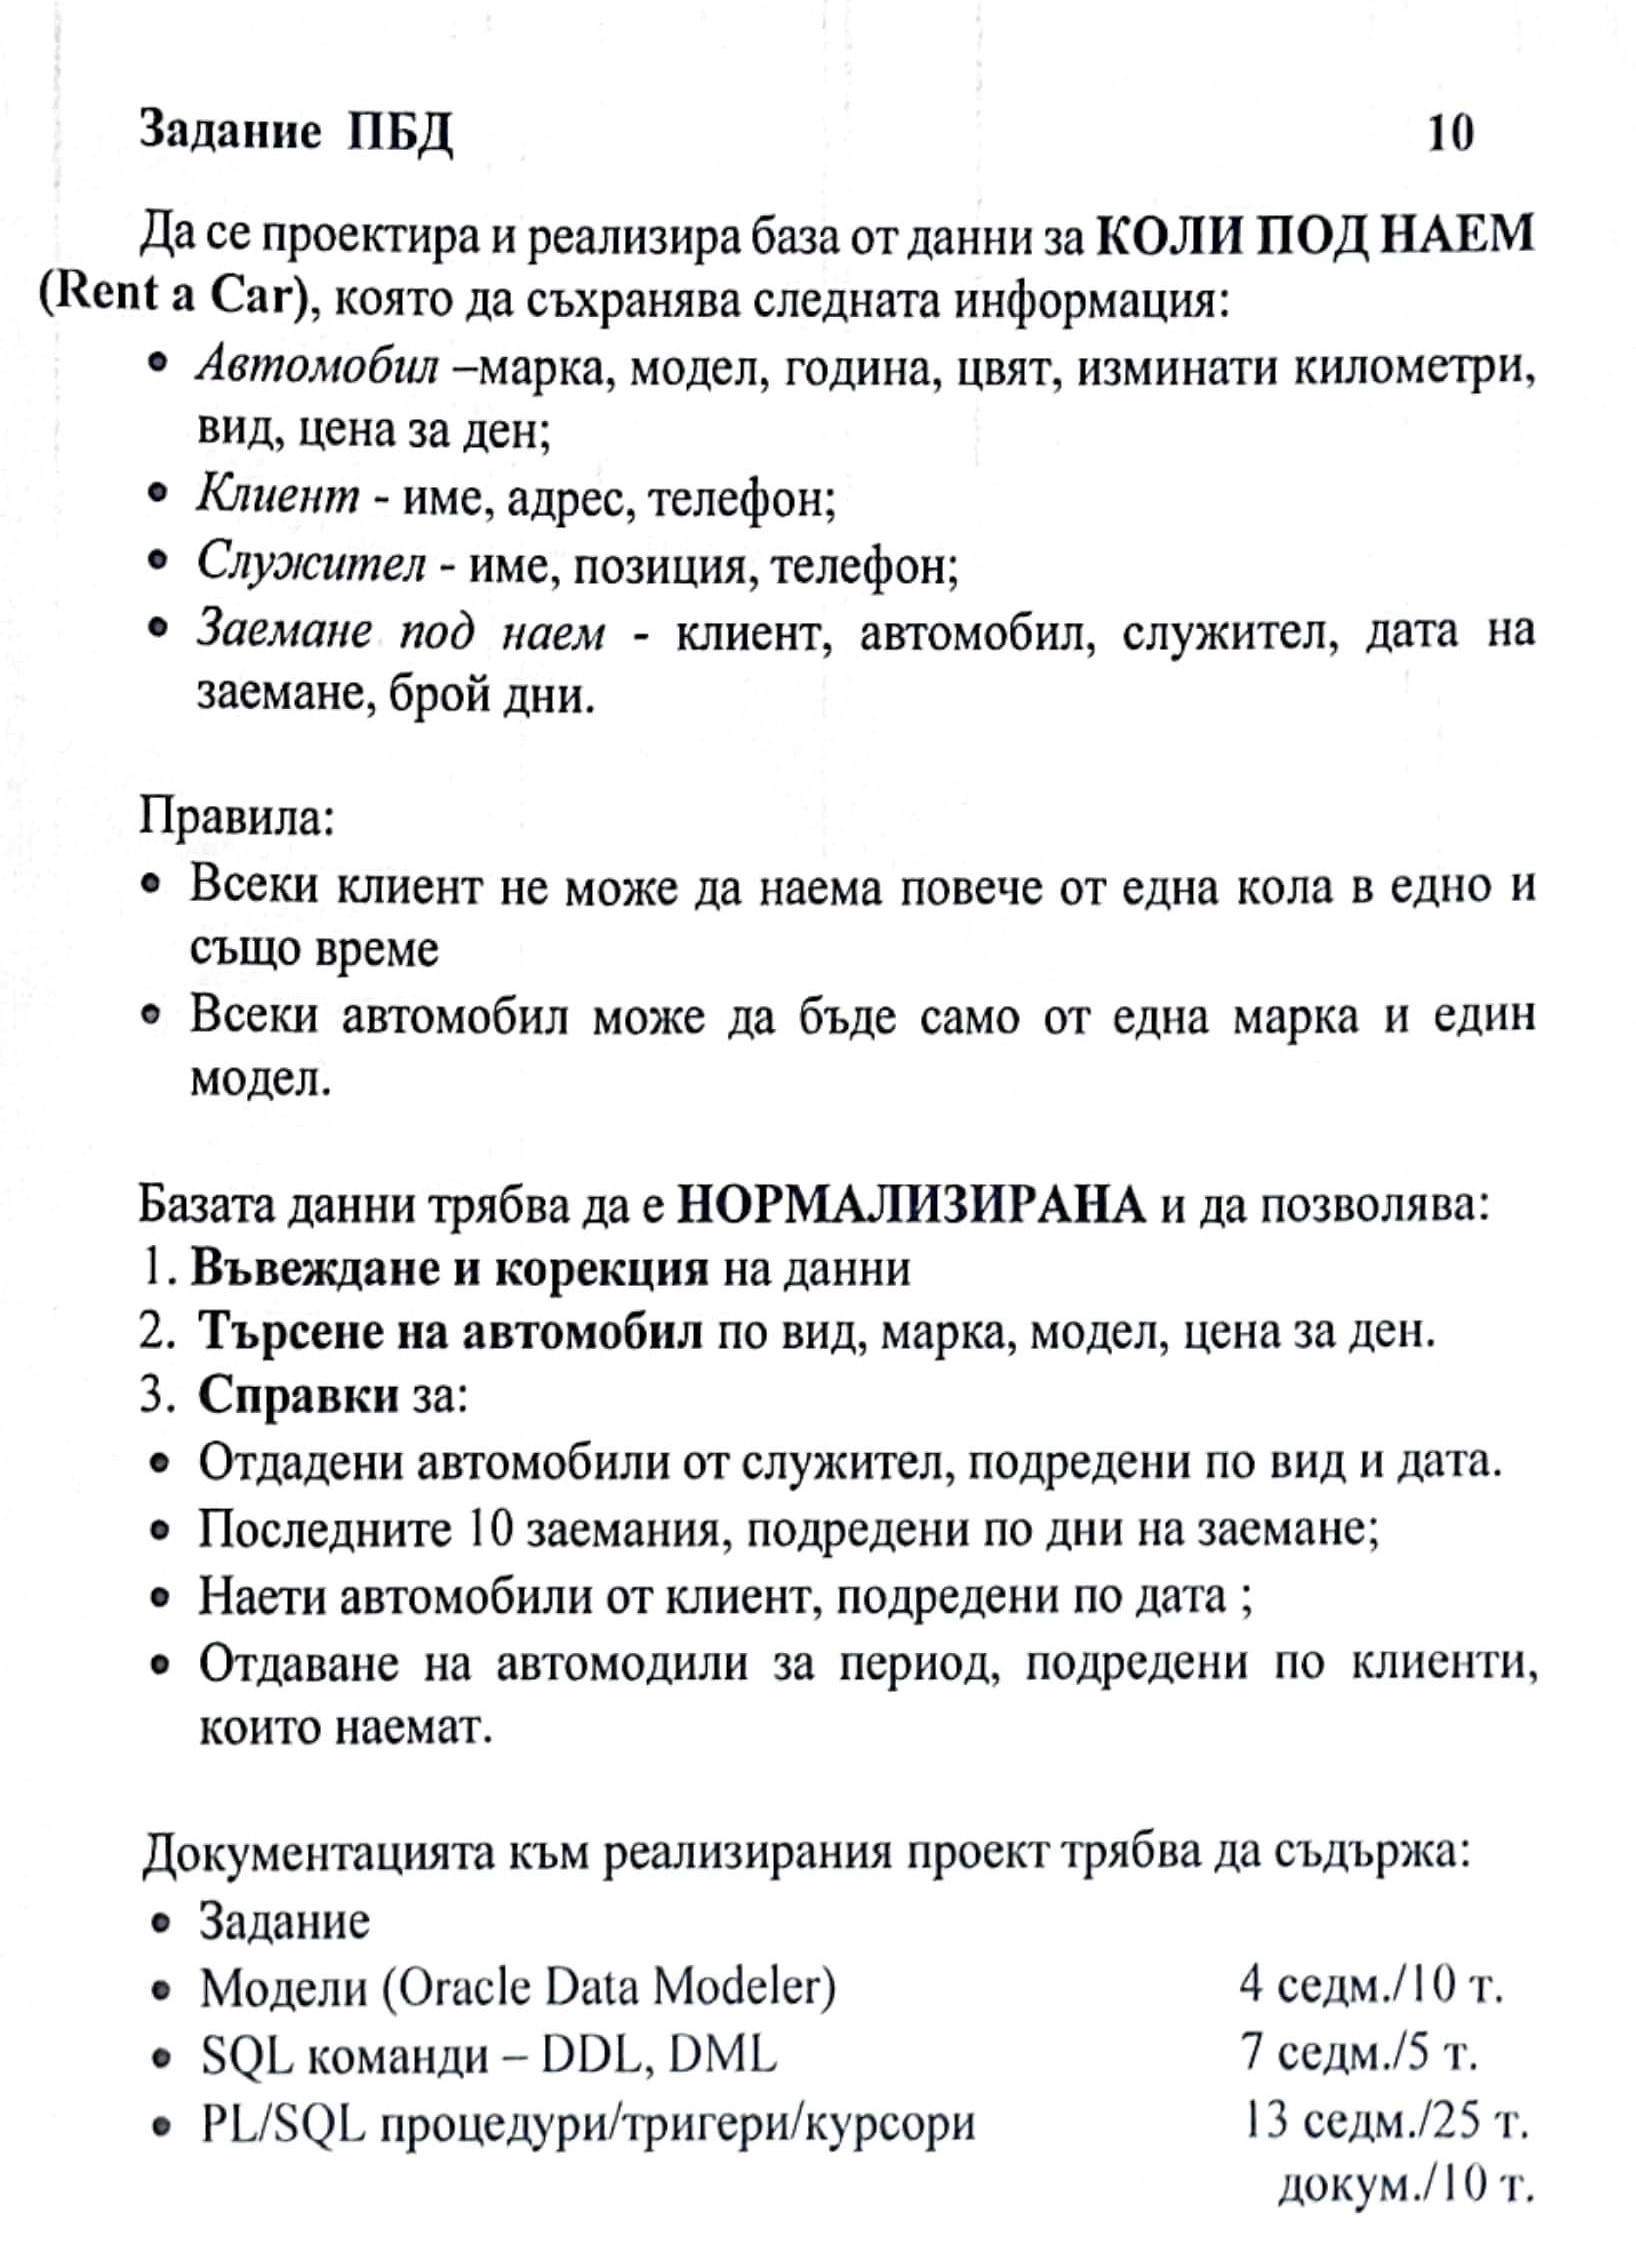 Задание ПБД 10
Да се проектира и реализира база от данни за КОЛИ ПОД НАЕМ
(Rent a Car), която да съхранява следната информация:
• Автомобил –марка, модел, година, цвят, изминати километри,
вид, цена за ден;
• Клиент - име, адрес, телефон;
• Служител - име, позиция, телефон;
• Заемане под наем - клиент, автомобил, служител, дата на
заемане, брой дни.
Правила:
• Всеки клиент не може да наема повече от една кола в едно и
също време
• Всеки автомобил може да бъде само от една марка и един
модел.
Базата данни трябва да е НОРМАЛИЗИРАНА и да позволява:
1. Въвеждане и корекция на данни
2. Търсене на автомобил по вид, марка, модел, цена за ден.
3. Справки за:
• Отдадени автомобили от служител, подредени по вид и дата.
• Последните 10 заемания, подредени по дни на заемане;
• Наети автомобили от клиент, подредени по дата ;
• Отдаване на автомодили за период, подредени по клиенти,
които наемат.
Документацията към реализирания проект трябва да съдържа:
• Задание
• Модели (Oracle Data Modeler) 4 седм./10 т.
• SQL команди – DDL, DML 7 седм./5 т.
• PL/SQL процедури/тригери/курсори 13 седм./25 т.
докум./10 т.